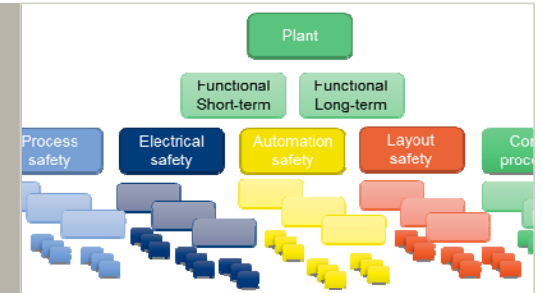 Plant
Functional
Short-term
Functional
Long-term
Process
safety
Electrical
safety
Automation
safety
Layout
safety